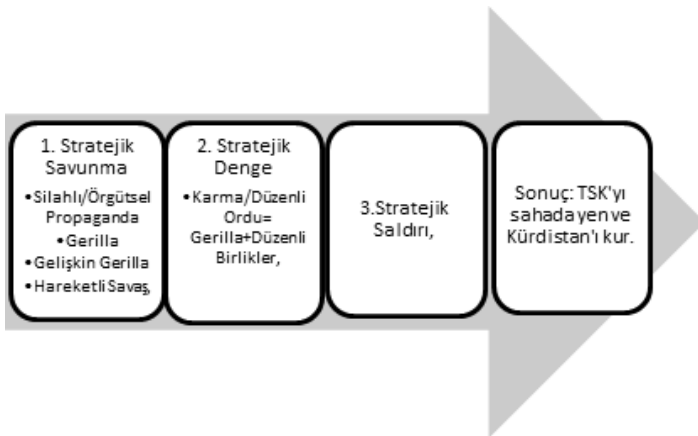 1. Stratejik
Savunma
•Silahlı/Örgütsel
Propaganda
•Gerilla
•Gelişkin Gerilla
•Hareketli Savaş,
2. Stratejik
Denge
•Karma/Düzenli
Ordu=
Gerilla+Düzenli
Birlikler,
3.Stratejik
Saldırı,
Sonuç: TSK'yı
sahada yen ve
Kürdistan'ı kur.